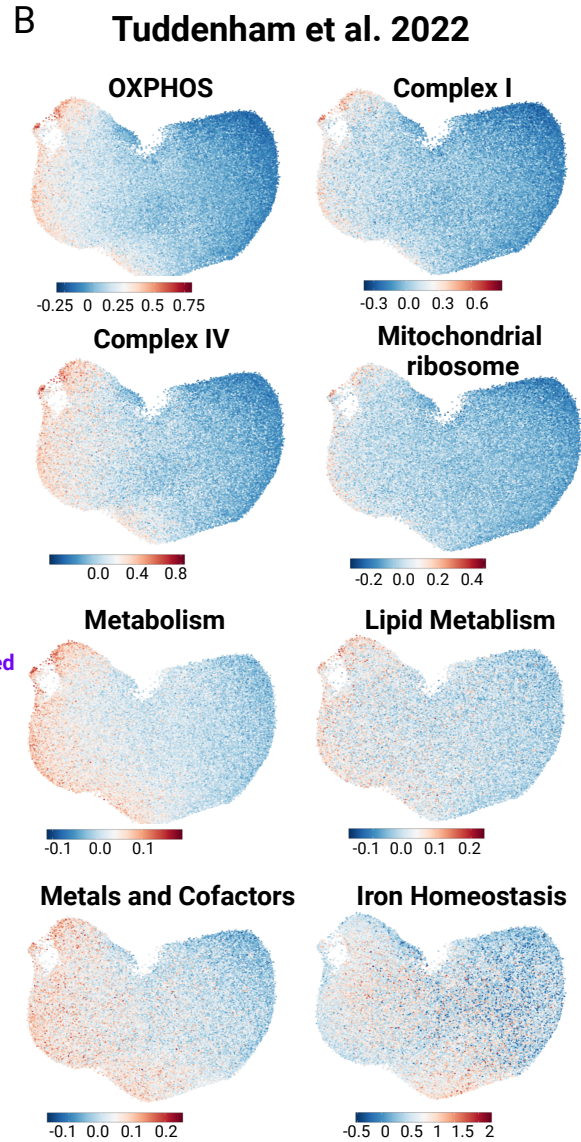 B
Tuddenham et al. 2022
OXPHOS
Complex I
-0.25 0 0.25 0.5 0.75
-0.3 0.0 0.3 0.6
Complex IV
Mitochondrial
ribosome
0.0 0.4 0.8
-0.2 0.0 0.2 0.4
Metabolism
Lipid Metablism
ed
-0.1 0.0 0.1
-0.1 0.0 0.1 0.2
Metals and Cofactors
Iron Homeostasis
-0.1 0.0 0.1 0.2
-0.5 0 0.5 1 1.5 2